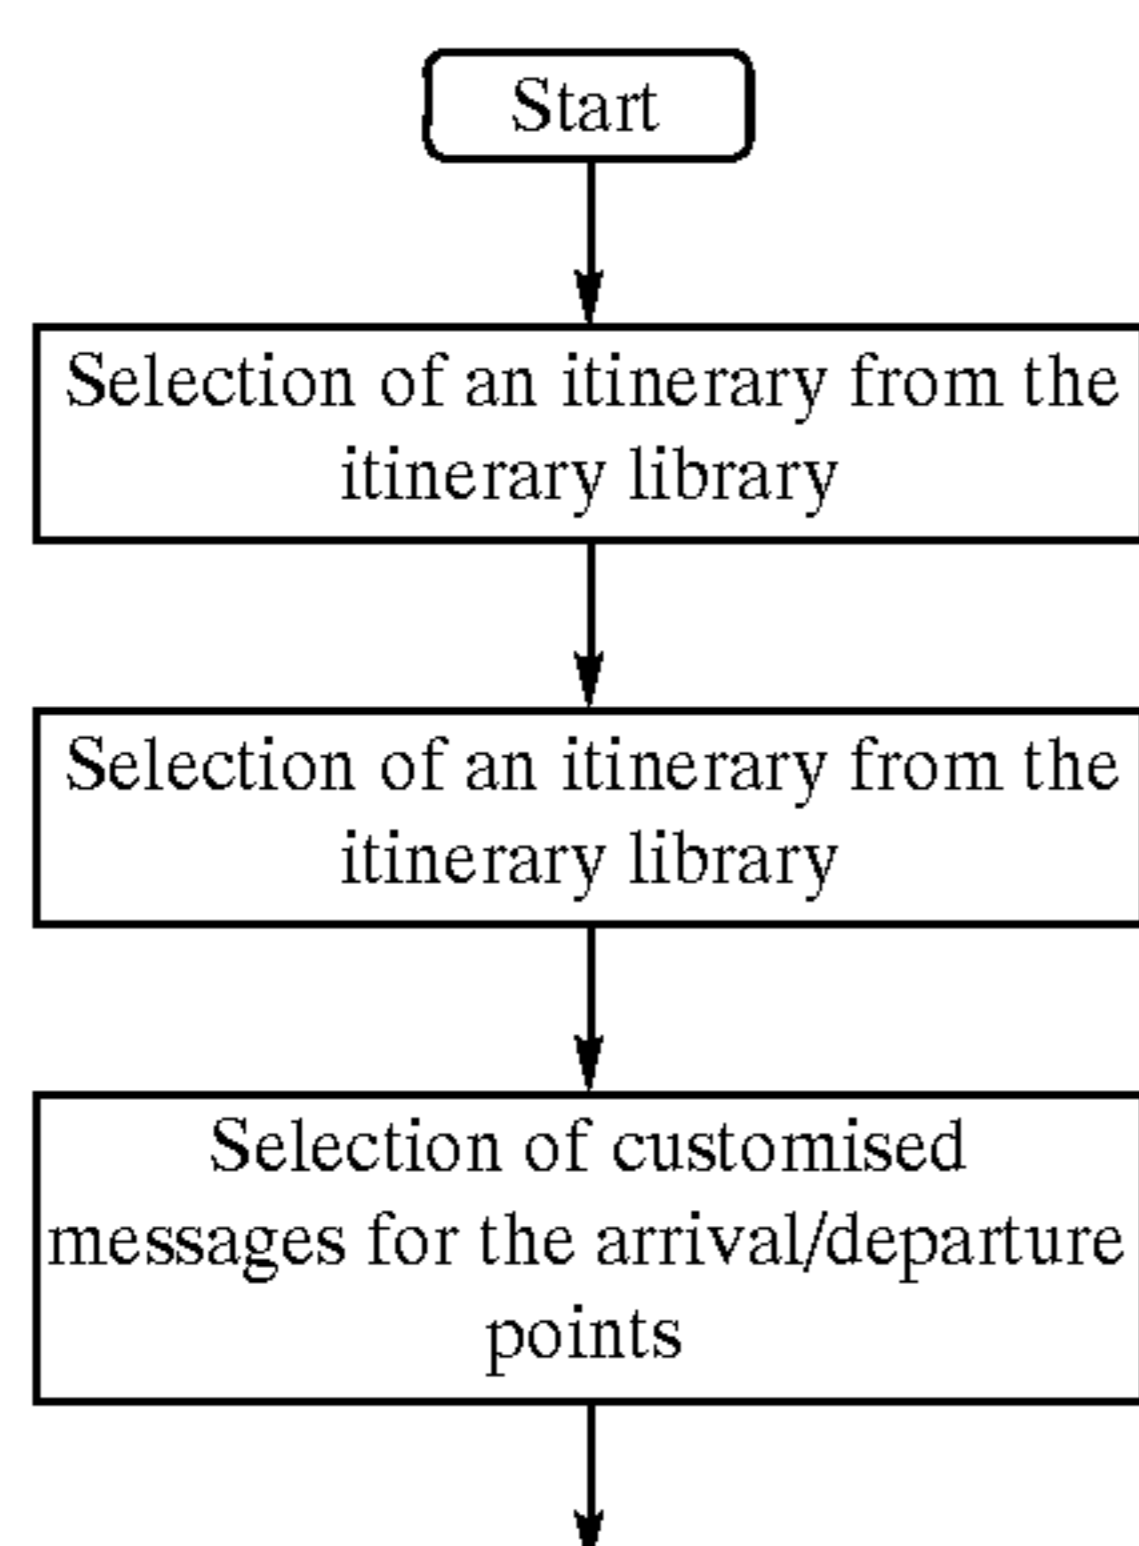 Start
Selection of an itinerary from the
itinerary library
Selection of an itinerary from the
itinerary library
Selection of customised
messages for the arrival/departure
points